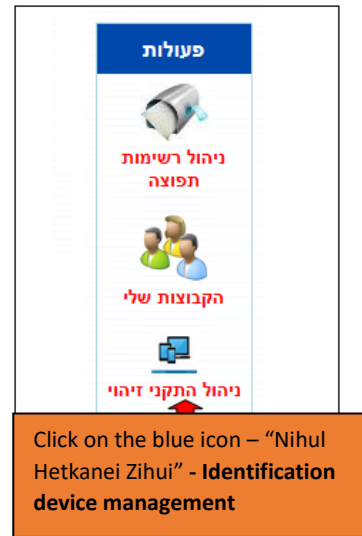 פעולות
ניהול רשימות
תפוצה
הקבוצות שלי
ניהול התקני זיהוי
Click on the blue icon – “Nihul
Hetkanei Zihui” - Identification
device management